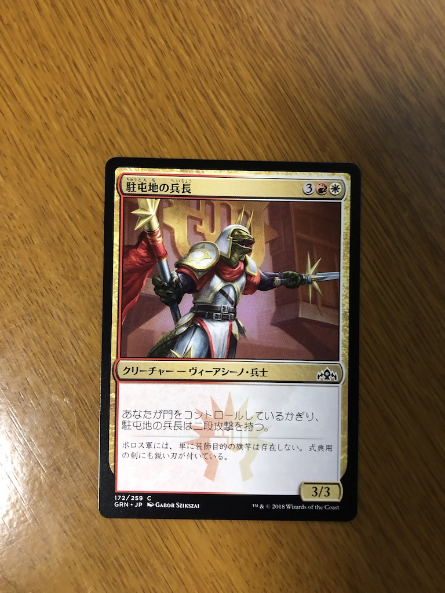 駐屯地の兵長
3
クリーチャー — ヴィーアシーノ・兵士
あなたが門をコントロールしているかぎり、
駐屯地の兵長は二段攻撃を持つ。
ボロス軍には、単に装飾目的の旗竿は存在しない。式典用
の剣にも鋭い刃が付いている。
3/3
172/259 C
GRN • JP Gabor Szikszai
™ & © 2018 Wizards of the Coast